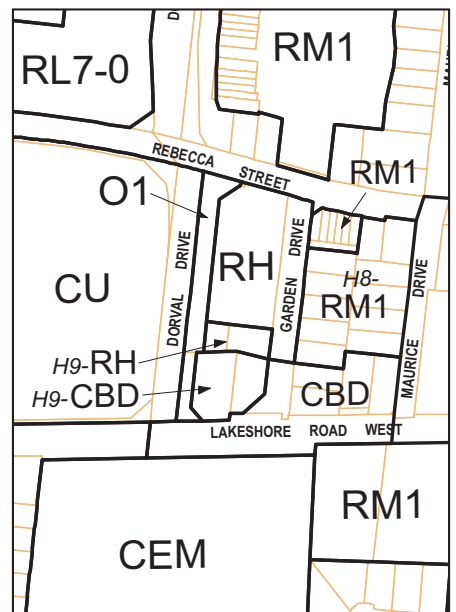 RL7-0
RM1
REBECCA STREET
RM1
O1
DORVAL DRIVE
RH
GARDEN DRIVE
H8-
RM1
MAURICE DRIVE
CU
H9-RH
H9-CBD
CBD
LAKESHORE ROAD WEST
RM1
CEM